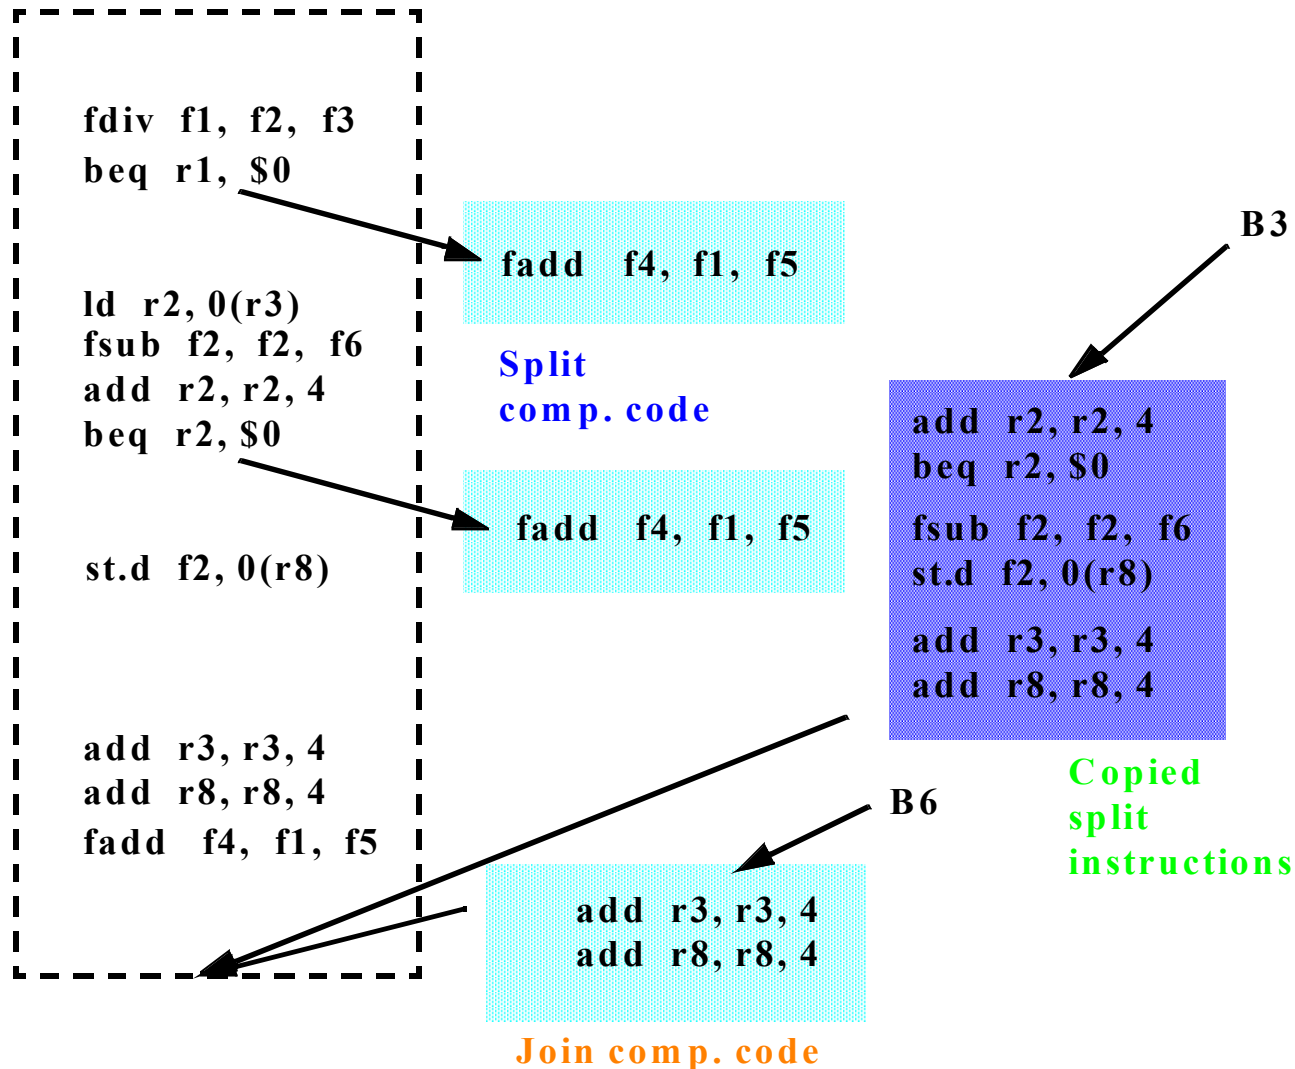 fdiv f1, f2, f3
beq r1, $0
ld r2, 0(r3)
fsub f2, f2, f6
add r2, r2, 4
beq r2, $0
st.d f2, 0(r8)
add r3, r3, 4
add r8, r8, 4
fadd f4, f1, f5
fadd f4, f1, f5
Split
comp. code
fadd f4, f1, f5
B3
add r2, r2, 4
beq r2, $0
fsub f2, f2, f6
st.d f2, 0(r8)
add r3, r3, 4
add r8, r8, 4
Copied
split
instructions
B6
add r3, r3, 4
add r8, r8, 4
Join comp. code